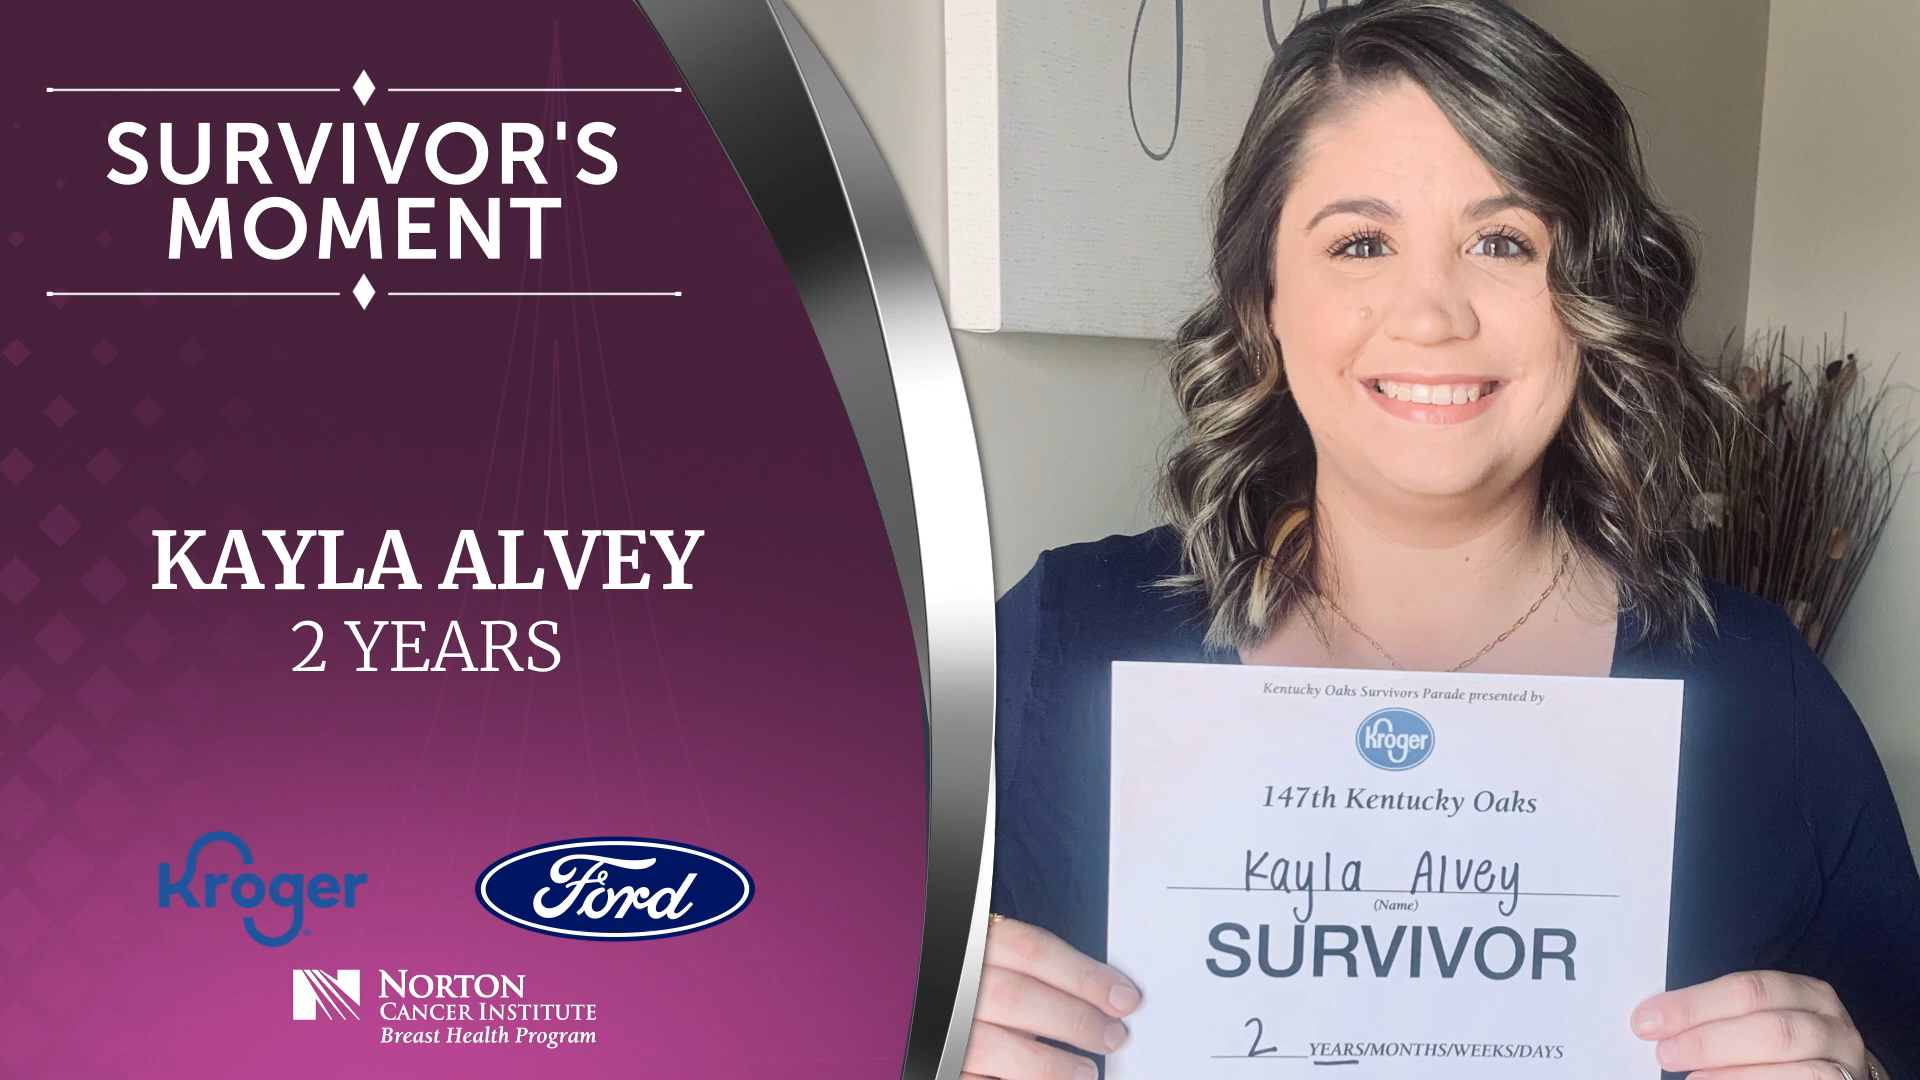 SURVIVOR'S
MOMENT
KAYLA ALVEY
2 YEARS
Kroger
Ford
NORTON
CANCER INSTITUTE
Breast Health Program
Kentucky Oaks Survivors Parade presented by
Kroger
147th Kentucky Oaks
Kayla Alvey
(Name)
SURVIVOR
2 YEARS/MONTHS/WEEKS/DAYS